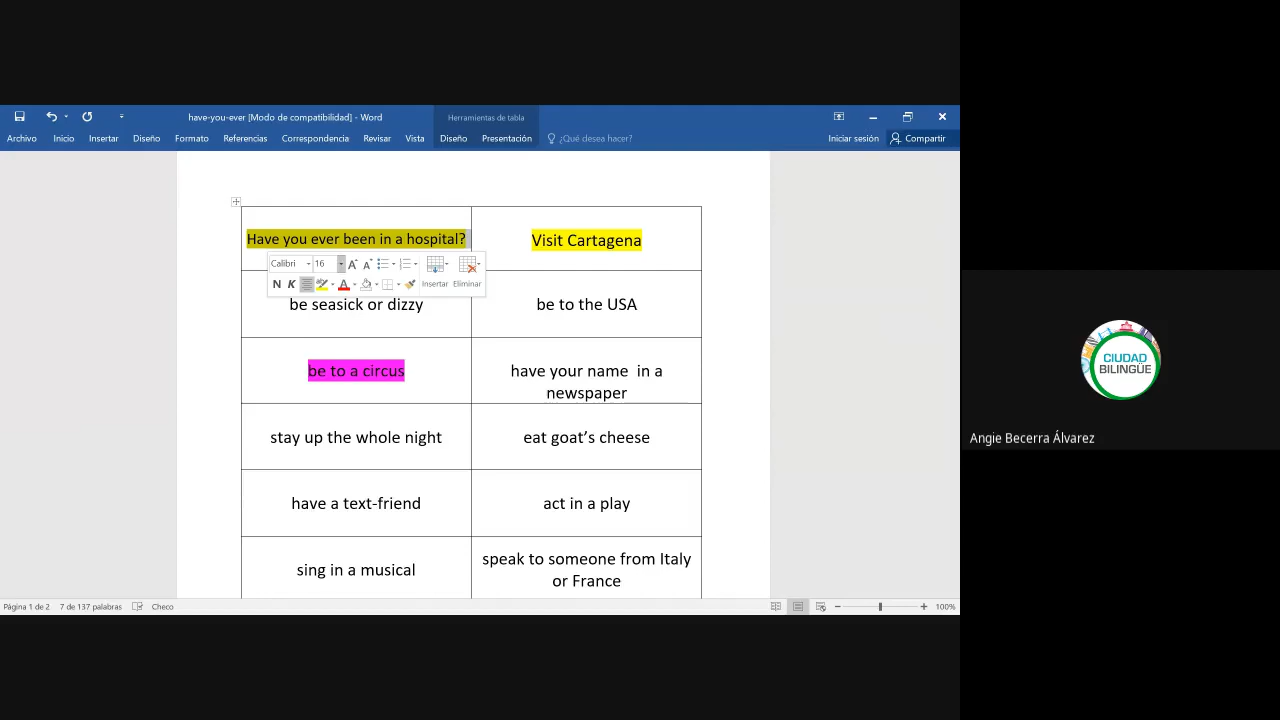 have-you-ever [Modo de compatibilidad] - Word
Herramientas de tabla
Archivo Inicio Insertar Diseño Formato Referencias Correspondencia Revisar Vista Diseño Presentación ¿Qué desea hacer? Iniciar sesión Compartir
Have you ever been in a hospital?
Visit Cartagena
Calibri 16 A A
N K A Insertar Eliminar
be seasick or dizzy
be to the USA
be to a circus
have your name in a
newspaper
stay up the whole night
eat goat's cheese
have a text-friend
act in a play
sing in a musical
speak to someone from Italy
or France
Página 1 de 2 7 de 137 palabras Checo 100%
CIUDAD
BILINGÜE
Angie Becerra Álvarez